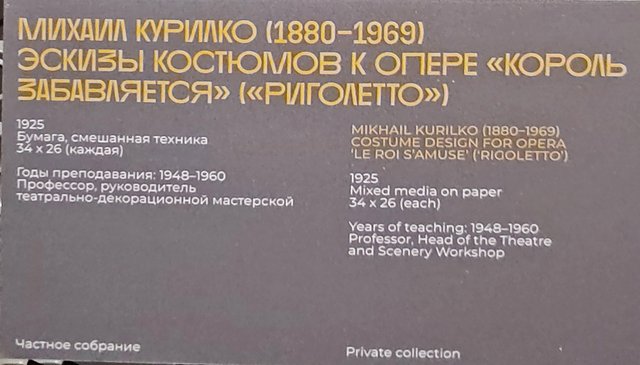 МИХАИЛ КУРИЛКО (1880–1969)
ЭСКИЗЫ КОСТЮМОВ К ОПЕРЕ «КОРОЛЬ
ЗАБАВЛЯЕТСЯ» («РИГОЛЕТТО»)
1925
Бумага, смешанная техника
34 x 26 (каждая)
Годы преподавания: 1948–1960
Профессор, руководитель
театрально-декорационной мастерской
Частное собрание
MIKHAIL KURILKO (1880–1969)
COSTUME DESIGN FOR OPERA
'LE ROI S'AMUSE' ('RIGOLETTO')
1925
Mixed media on paper
34 x 26 (each)
Years of teaching: 1948–1960
Professor, Head of the Theatre
and Scenery Workshop
Private collection